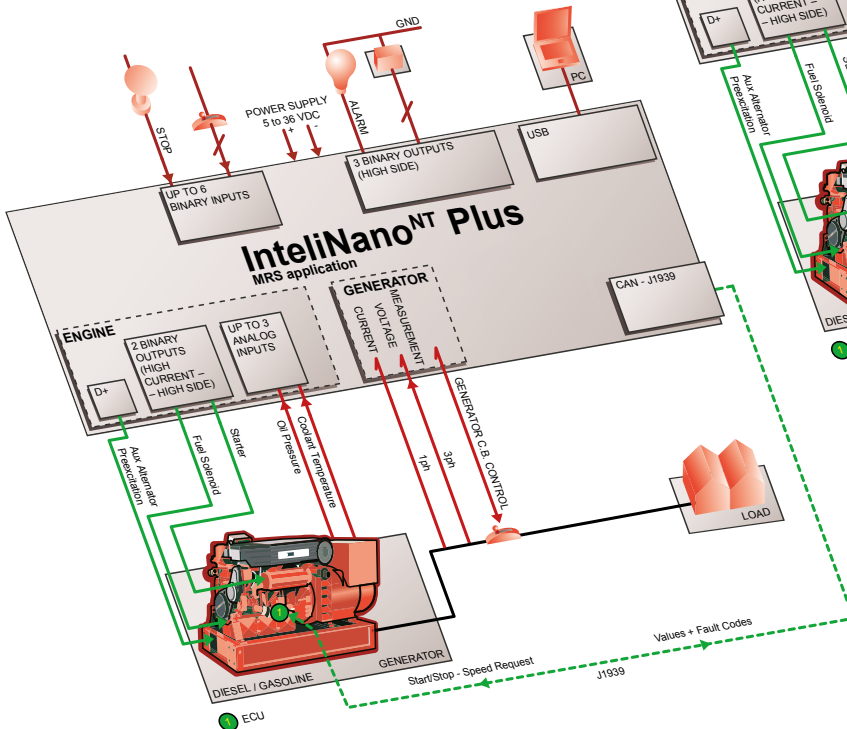 GND
STOP
POWER SUPPLY
5 to 36 VDC
+ -
ALARM
PC
UP TO 6
BINARY INPUTS
3 BINARY OUTPUTS
(HIGH SIDE)
USB
InteliNanoNT Plus
MRS application
ENGINE
D+
2 BINARY
OUTPUTS
(HIGH
CURRENT –
– HIGH SIDE)
UP TO 3
ANALOG
INPUTS
GENERATOR
CURRENT
VOLTAGE
MEASUREMENT
CAN - J1939
Aux Alternator
Preexcitation
Fuel Solenoid
Starter
Oil Pressure
Coolant Temperature
1ph
3ph
GENERATOR C.B. CONTROL
LOAD
1
DIESEL / GASOLINE
GENERATOR
1 ECU
Start/Stop - Speed Request
J1939
Values + Fault Codes
D+
CURRENT –
– HIGH SIDE)
Aux Alternator
Preexcitation
Fuel Solenoid
1